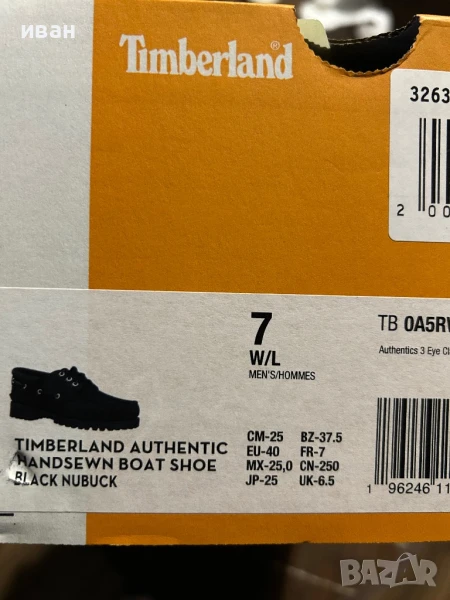 иван
Timberland
3263
2 00
7
W/L
MEN'S/HOMMES
TB 0A5R
Authentics 3 Eye Cl
TIMBERLAND AUTHENTIC
HANDSEWN BOAT SHOE
BLACK NUBUCK
CM-25 BZ-37.5
EU-40 FR-7
MX-25,0 CN-250
JP-25 UK-6.5
1 96246 11
BAZAR